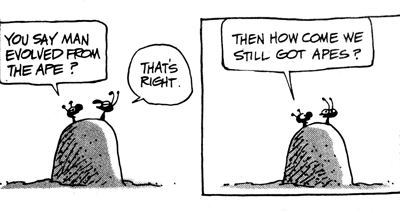 YOU SAY MAN
EVOLVED FROM
THE APE?
THAT'S
RIGHT.
THEN HOW COME WE
STILL GOT APES?